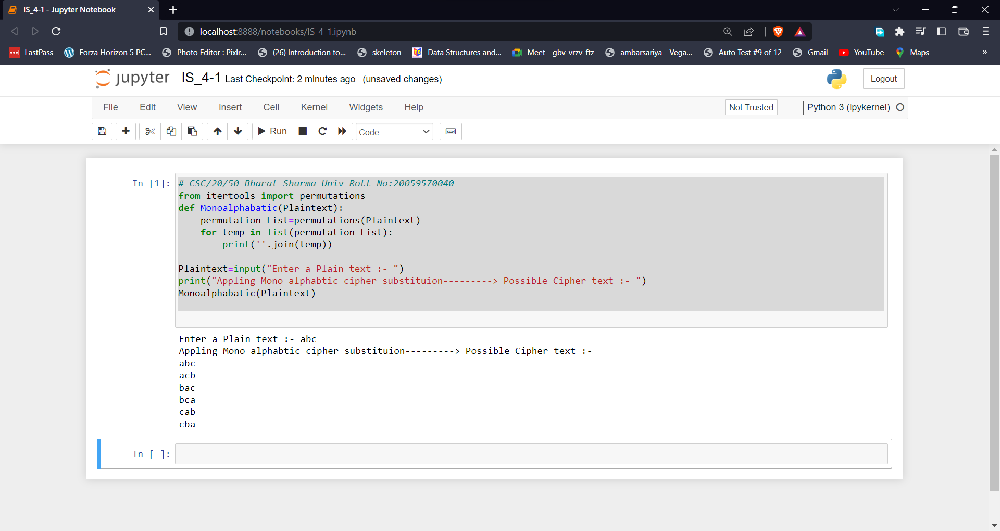 IS_4-1 - Jupyter Notebook
localhost:8888/notebooks/IS_4-1.ipynb
LastPass Forza Horizon 5 PC... Photo Editor : Pixlr... (26) Introduction to... skeleton Data Structures and... Meet - gbv-vrzv-ftz ambarsariya - Vega... Auto Test #9 of 12 Gmail YouTube Maps »
jupyter IS_4-1 Last Checkpoint: 2 minutes ago (unsaved changes) Logout
File Edit View Insert Cell Kernel Widgets Help Not Trusted Python 3 (ipykernel)
Run Code
In [1]: # CSC/20/50 Bharat_Sharma Univ_Roll_No:20059570040
from itertools import permutations
def Monoalphabatic(Plaintext):
    permutation_List=permutations(Plaintext)
    for temp in list(permutation_List):
        print(''.join(temp))
Plaintext=input("Enter a Plain text :- ")
print("Appling Mono alphabtic cipher substituion---------> Possible Cipher text :- ")
Monoalphabatic(Plaintext)
Enter a Plain text :- abc
Appling Mono alphabtic cipher substituion---------> Possible Cipher text :-
abc
acb
bac
bca
cab
cba
In [ ]: